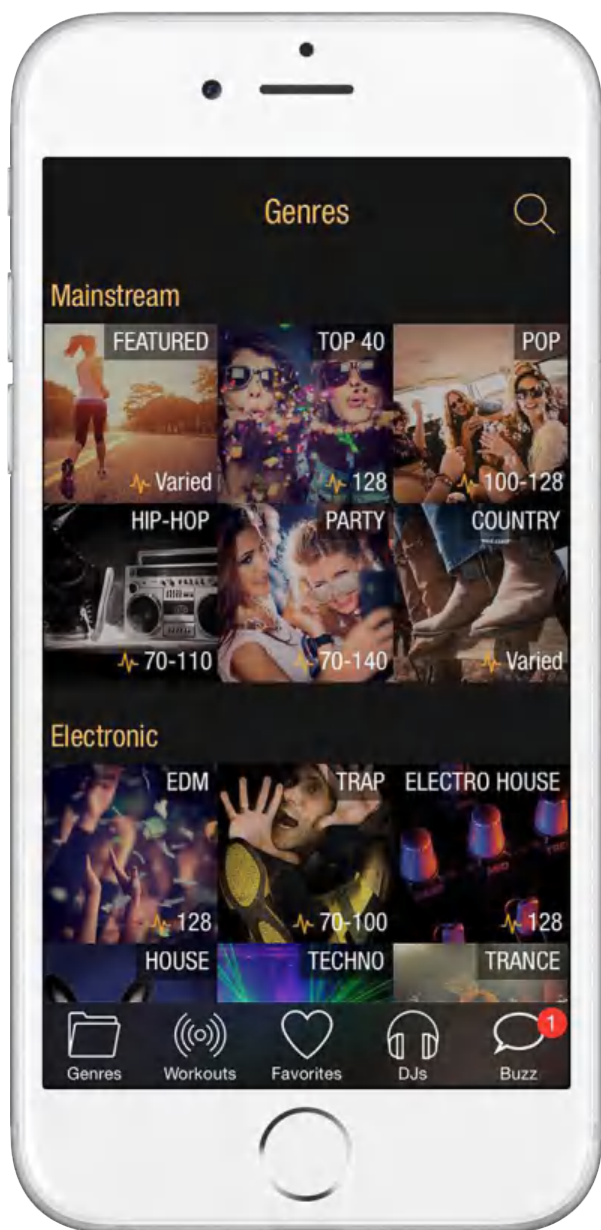 Genres
Mainstream
FEATURED
Varied
TOP 40
128
POP
100-128
HIP-HOP
70-110
PARTY
70-140
COUNTRY
Varied
Electronic
EDM
128
TRAP
70-100
ELECTRO HOUSE
128
HOUSE
TECHNO
TRANCE
Genres
Workouts
Favorites
DJs
Buzz
1